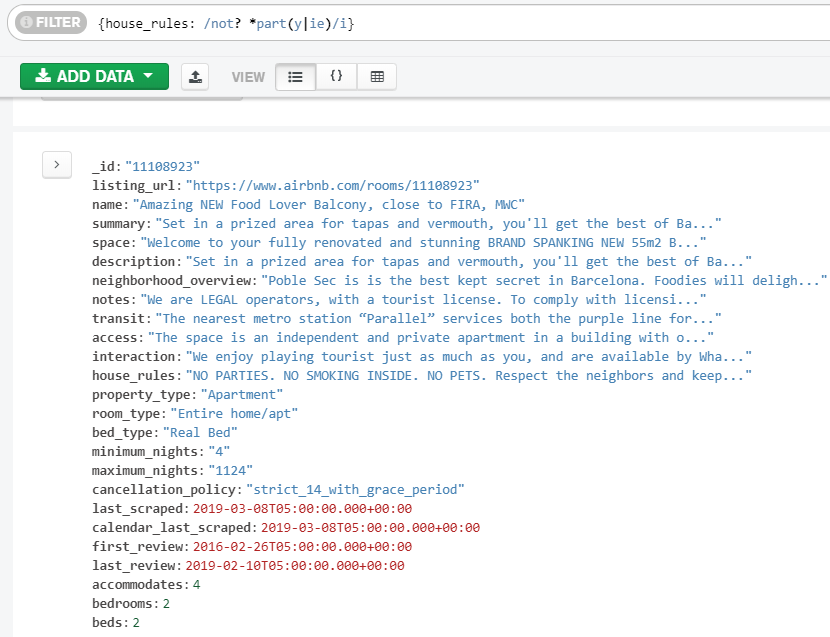 FILTER {house_rules: /not? *part(y|ie)/i}
ADD DATA VIEW {}
_id: "11108923"
listing_url: "https://www.airbnb.com/rooms/11108923"
name: "Amazing NEW Food Lover Balcony, close to FIRA, MWC"
summary: "Set in a prized area for tapas and vermouth, you'll get the best of Ba..."
space: "Welcome to your fully renovated and stunning BRAND SPANKING NEW 55m2 B..."
description: "Set in a prized area for tapas and vermouth, you'll get the best of Ba..."
neighborhood_overview: "Poble Sec is is the best kept secret in Barcelona. Foodies will deligh..."
notes: "We are LEGAL operators, with a tourist license. To comply with licensi..."
transit: "The nearest metro station “Parallel” services both the purple line for..."
access: "The space is an independent and private apartment in a building with o..."
interaction: "We enjoy playing tourist just as much as you, and are available by Wha..."
house_rules: "NO PARTIES. NO SMOKING INSIDE. NO PETS. Respect the neighbors and keep..."
property_type: "Apartment"
room_type: "Entire home/apt"
bed_type: "Real Bed"
minimum_nights: "4"
maximum_nights: "1124"
cancellation_policy: "strict_14_with_grace_period"
last_scraped: 2019-03-08T05:00:00.000+00:00
calendar_last_scraped: 2019-03-08T05:00:00.000+00:00
first_review: 2016-02-26T05:00:00.000+00:00
last_review: 2019-02-10T05:00:00.000+00:00
accommodates: 4
bedrooms: 2
beds: 2